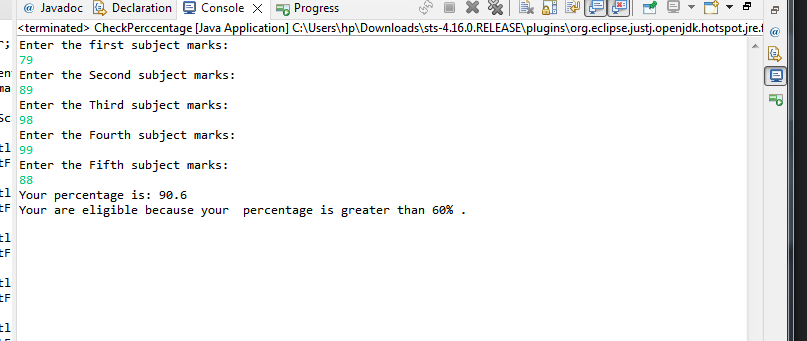 @ Javadoc Declaration Console Progress
<terminated> CheckPerccentage [Java Application] C:\Users\hp\Downloads\sts-4.16.0.RELEASE\plugins\org.eclipse.justj.openjdk.hotspot.jre.f
Enter the first subject marks:
79
Enter the Second subject marks:
89
Enter the Third subject marks:
98
Enter the Fourth subject marks:
99
Enter the Fifth subject marks:
88
Your percentage is: 90.6
Your are eligible because your  percentage is greater than 60% .